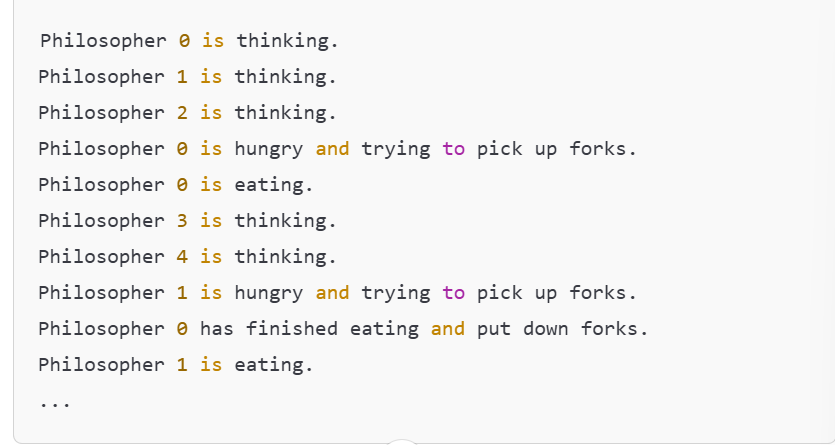 Philosopher 0 is thinking.
Philosopher 1 is thinking.
Philosopher 2 is thinking.
Philosopher 0 is hungry and trying to pick up forks.
Philosopher 0 is eating.
Philosopher 3 is thinking.
Philosopher 4 is thinking.
Philosopher 1 is hungry and trying to pick up forks.
Philosopher 0 has finished eating and put down forks.
Philosopher 1 is eating.
...